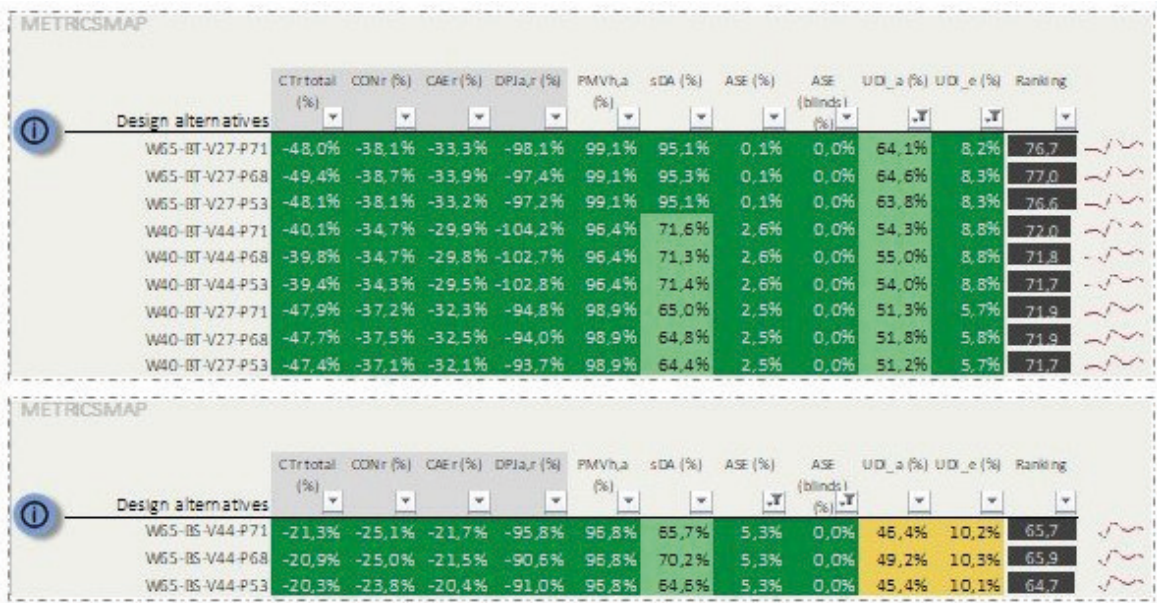 METRICSMAP
CTr total (%) CONr (%) CAEr (%) DPJa,r (%) PMVh,a (%) sDA (%) ASE (%) ASE (blinds) (%) UDI_a (%) UDI_e (%) Ranking
Design alternatives
W65-BT-V27-P71 -48,0% -38,1% -33,3% -98,1% 99,1% 95,1% 0,1% 0,0% 64,1% 8,2% 76,7
W65-BT-V27-P68 -49,4% -38,7% -33,9% -97,4% 99,1% 95,3% 0,1% 0,0% 64,6% 8,3% 77,0
W65-BT-V27-P53 -48,1% -38,1% -33,2% -97,2% 99,1% 95,1% 0,1% 0,0% 63,8% 8,3% 76,6
W40-BT-V44-P71 -40,1% -34,7% -29,9% -104,2% 96,4% 71,6% 2,6% 0,0% 54,3% 8,8% 72,0
W40-BT-V44-P68 -39,8% -34,7% -29,8% -102,7% 96,4% 71,3% 2,6% 0,0% 55,0% 8,8% 71,8
W40-BT-V44-P53 -39,4% -34,3% -29,5% -102,8% 96,4% 71,4% 2,6% 0,0% 54,0% 8,8% 71,7
W40-BT-V27-P71 -47,9% -37,2% -32,3% -94,8% 98,9% 65,0% 2,5% 0,0% 51,3% 5,7% 71,9
W40-BT-V27-P68 -47,7% -37,5% -32,5% -94,0% 98,9% 64,8% 2,5% 0,0% 51,8% 5,8% 71,9
W40-BT-V27-P53 -47,4% -37,1% -32,1% -93,7% 98,9% 64,4% 2,5% 0,0% 51,2% 5,7% 71,7
METRICSMAP
CTr total (%) CONr (%) CAEr (%) DPJa,r (%) PMVh,a (%) sDA (%) ASE (%) ASE (blinds) (%) UDI_a (%) UDI_e (%) Ranking
Design alternatives
W65-BS-V44-P71 -21,3% -25,1% -21,7% -95,8% 96,8% 65,7% 5,3% 0,0% 46,4% 10,2% 65,7
W65-BS-V44-P68 -20,9% -25,0% -21,5% -90,6% 96,8% 70,2% 5,3% 0,0% 49,2% 10,3% 65,9
W65-BS-V44-P53 -20,3% -23,8% -20,4% -91,0% 96,8% 64,6% 5,3% 0,0% 45,4% 10,1% 64,7